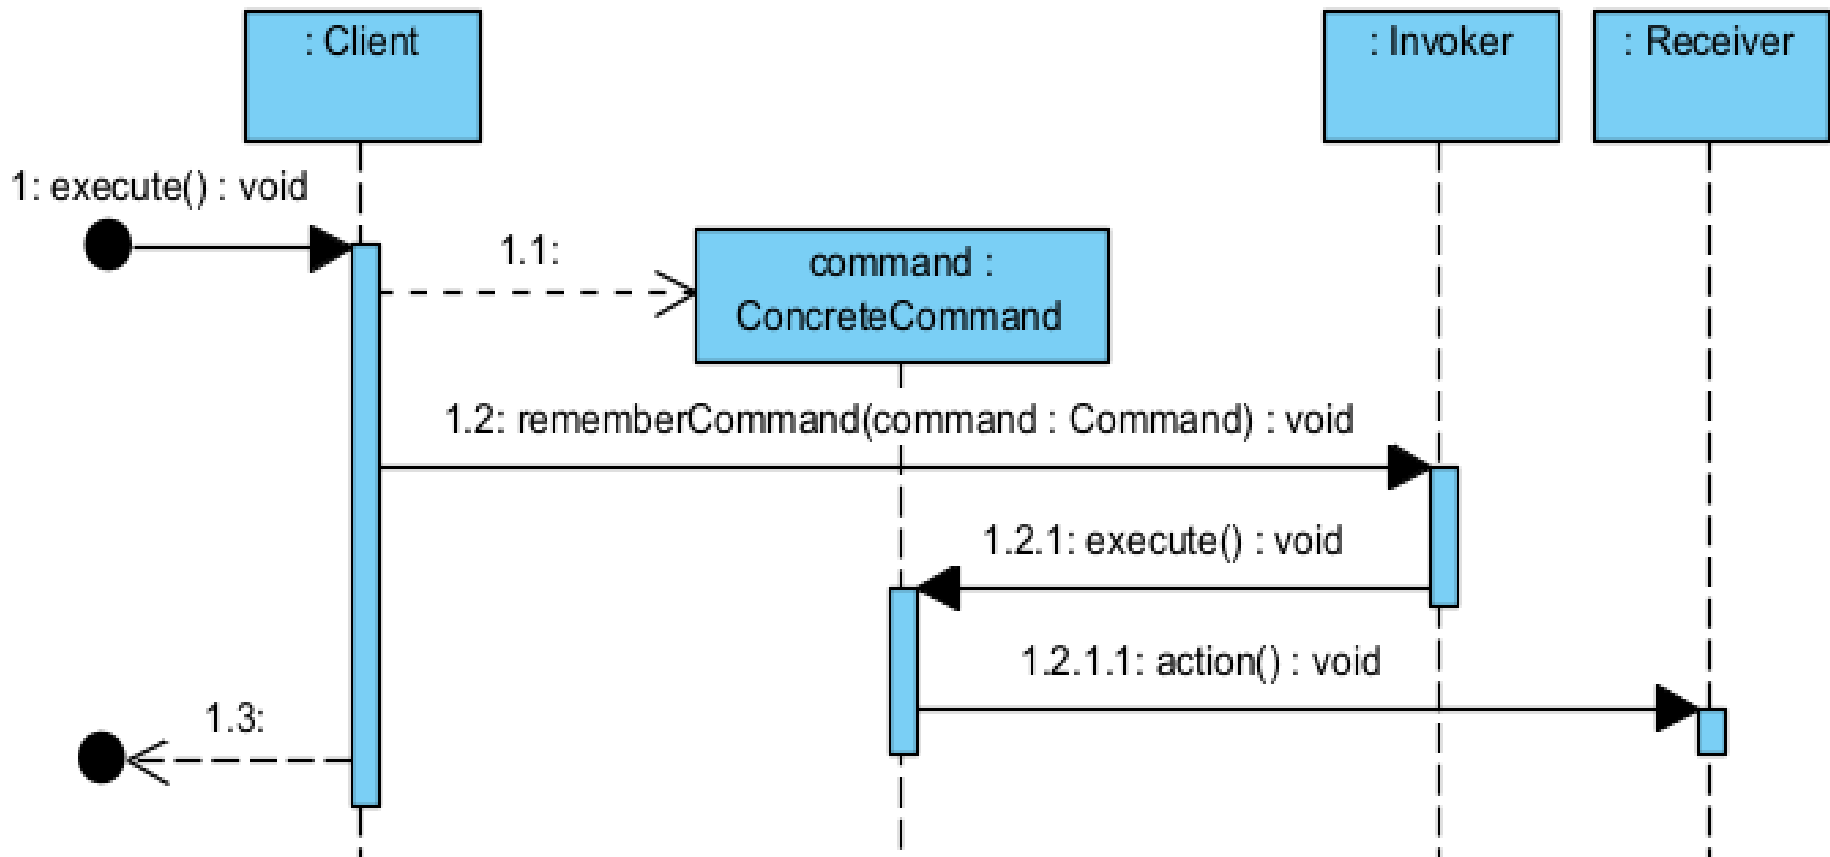 : Client
: Invoker
: Receiver
1: execute() : void
1.1:
command :
ConcreteCommand
1.2: rememberCommand(command : Command) : void
1.2.1: execute() : void
1.2.1.1: action() : void
1.3: